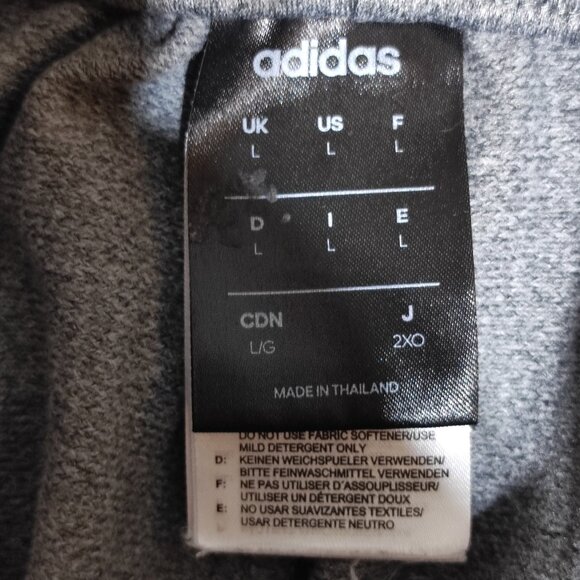 adidas
UK US F
L L L
D I E
L L L
CDN J
L/G 2XO
MADE IN THAILAND
DO NOT USE FABRIC SOFTENER/USE
MILD DETERGENT ONLY
D: KEINEN WEICHSPUELER VERWENDEN/
BITTE FEINWASCHMITTEL VERWENDEN
F: NE PAS UTILISER D'ASSOUPLISSEUR/
UTILISER UN DÉTERGENT DOUX
E: NO USAR SUAVIZANTES TEXTILES/
USAR DETERGENTE NEUTRO